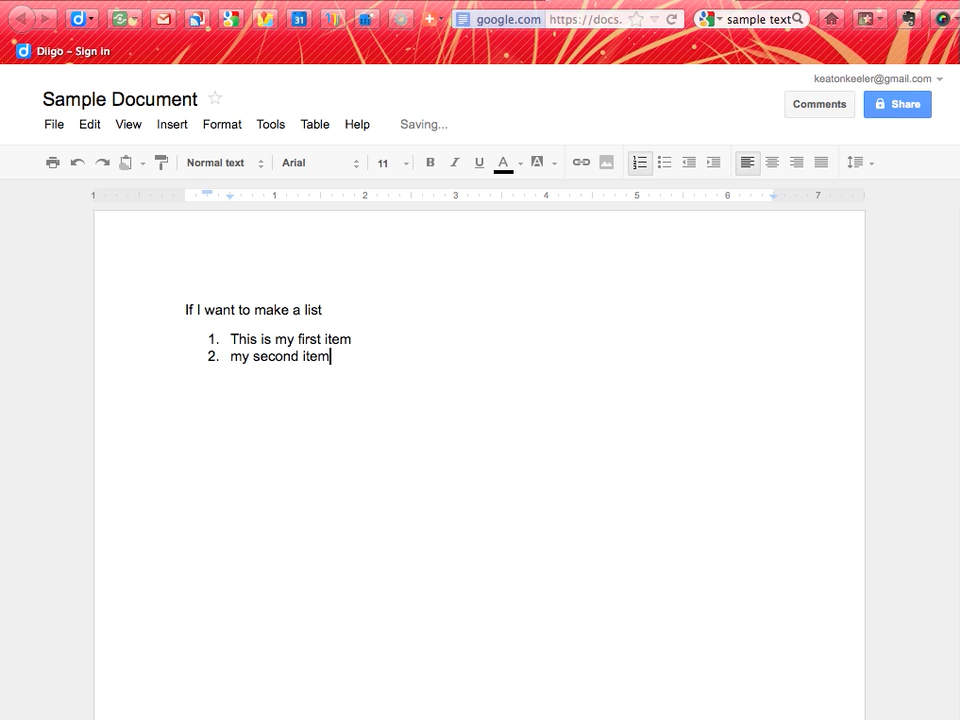 google.com https://docs. sample text
31
Diigo – Sign in
keatonkeeler@gmail.com
Sample Document
Comments Share
File Edit View Insert Format Tools Table Help Saving...
Normal text Arial 11 B I U A A
1 1 2 3 4 5 6 7
If I want to make a list
1. This is my first item
2. my second item